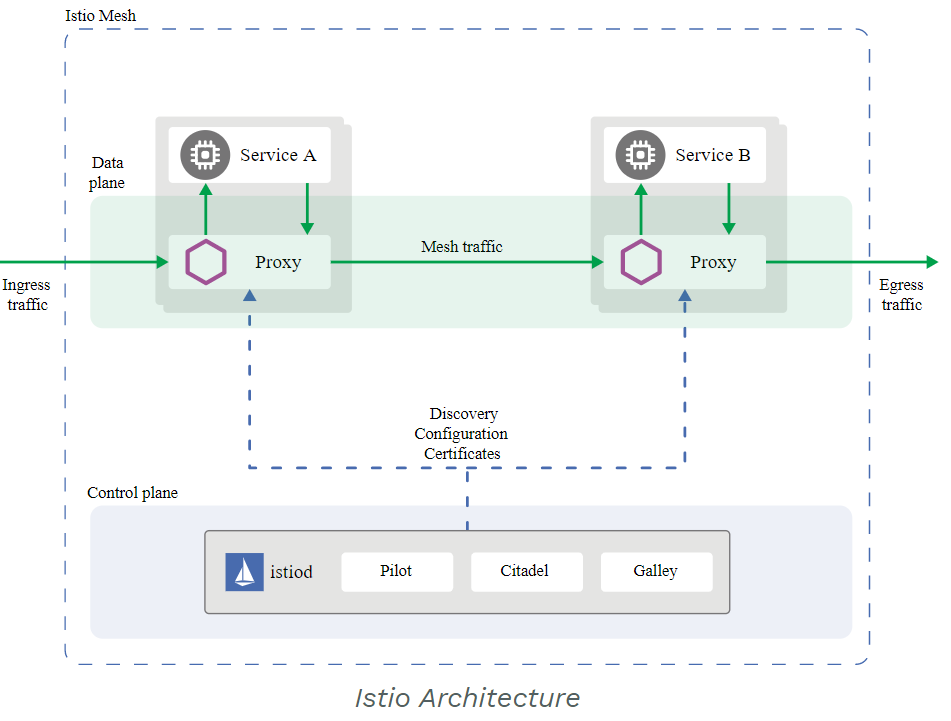 Istio Mesh
Data
plane
Service A
Service B
Proxy
Mesh traffic
Proxy
Ingress
traffic
Egress
traffic
Discovery
Configuration
Certificates
Control plane
istiod
Pilot
Citadel
Galley
Istio Architecture